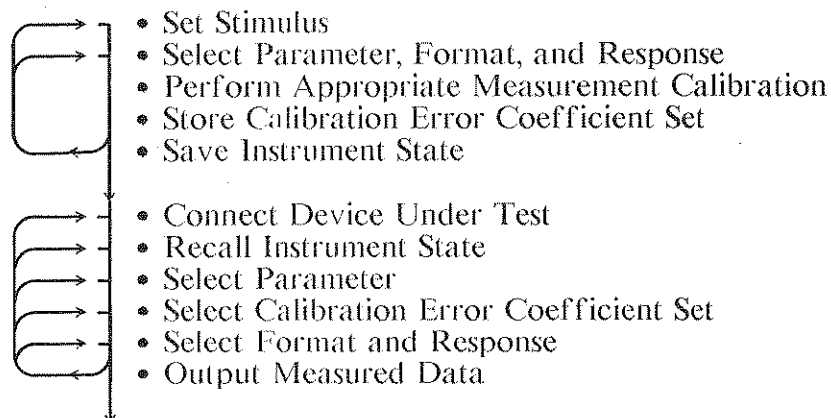 • Set Stimulus
• Select Parameter, Format, and Response
• Perform Appropriate Measurement Calibration
• Store Calibration Error Coefficient Set
• Save Instrument State
• Connect Device Under Test
• Recall Instrument State
• Select Parameter
• Select Calibration Error Coefficient Set
• Select Format and Response
• Output Measured Data